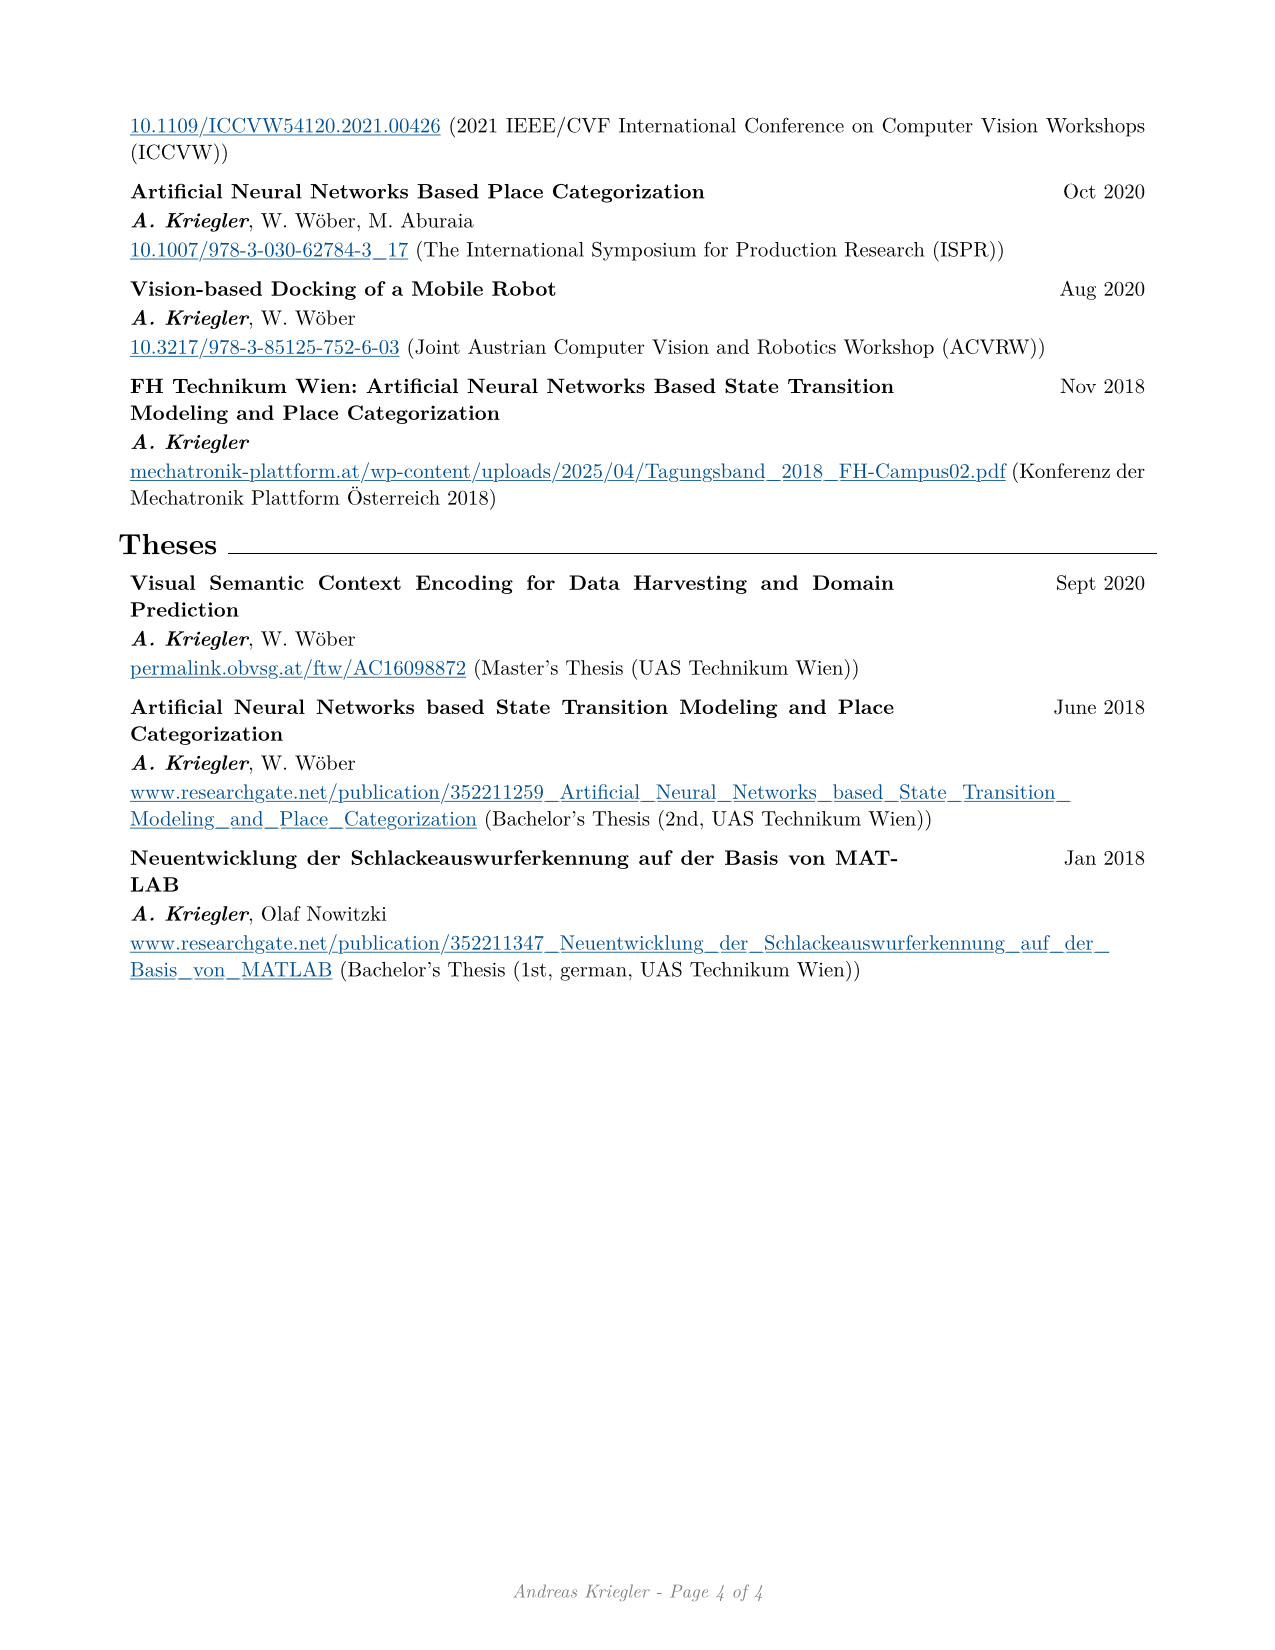 10.1109/ICCVW54120.2021.00426 (2021 IEEE/CVF International Conference on Computer Vision Workshops
(ICCVW))
Artificial Neural Networks Based Place Categorization Oct 2020
A. Kriegler, W. Wöber, M. Aburaia
10.1007/978-3-030-62784-3_17 (The International Symposium for Production Research (ISPR))
Vision-based Docking of a Mobile Robot Aug 2020
A. Kriegler, W. Wöber
10.3217/978-3-85125-752-6-03 (Joint Austrian Computer Vision and Robotics Workshop (ACVRW))
FH Technikum Wien: Artificial Neural Networks Based State Transition Nov 2018
Modeling and Place Categorization
A. Kriegler
mechatronik-plattform.at/wp-content/uploads/2025/04/Tagungsband_2018_FH-Campus02.pdf (Konferenz der
Mechatronik Plattform Österreich 2018)
Theses
Visual Semantic Context Encoding for Data Harvesting and Domain Sept 2020
Prediction
A. Kriegler, W. Wöber
permalink.obvsg.at/ftw/AC16098872 (Master's Thesis (UAS Technikum Wien))
Artificial Neural Networks based State Transition Modeling and Place June 2018
Categorization
A. Kriegler, W. Wöber
www.researchgate.net/publication/352211259_Artificial_Neural_Networks_based_State_Transition_
Modeling_and_Place_Categorization (Bachelor's Thesis (2nd, UAS Technikum Wien))
Neuentwicklung der Schlackeauswurferkennung auf der Basis von MAT- Jan 2018
LAB
A. Kriegler, Olaf Nowitzki
www.researchgate.net/publication/352211347_Neuentwicklung_der_Schlackeauswurferkennung_auf_der_
Basis_von_MATLAB (Bachelor's Thesis (1st, german, UAS Technikum Wien))
Andreas Kriegler - Page 4 of 4